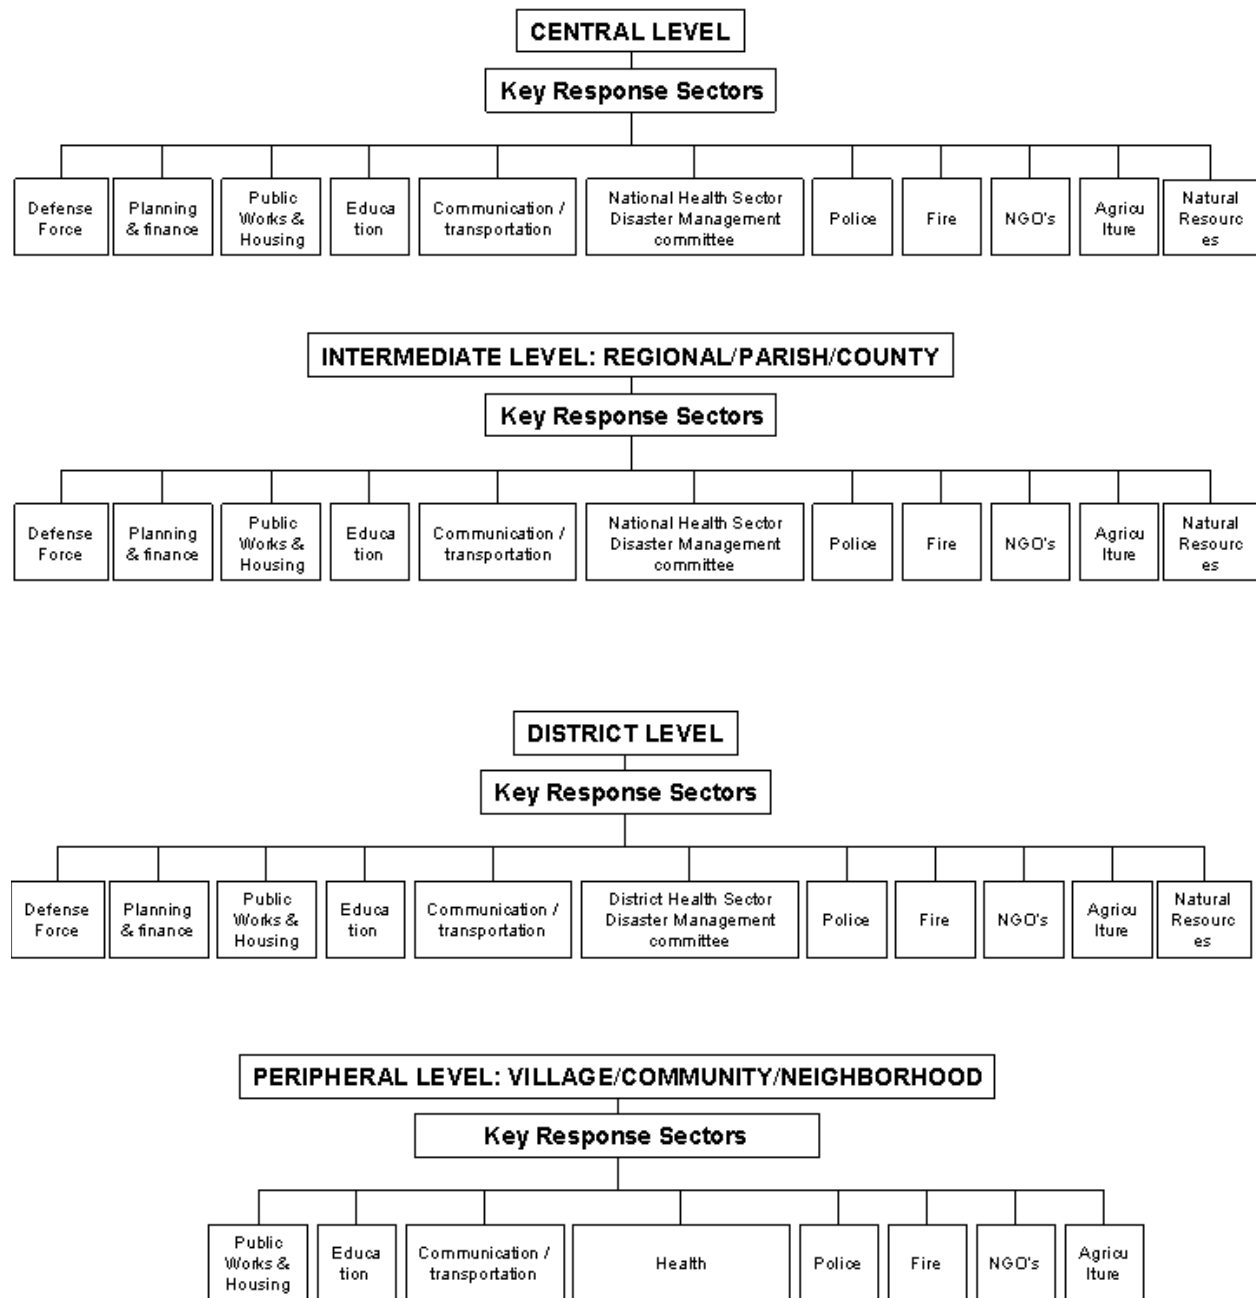 CENTRAL LEVEL
Key Response Sectors
Defense
Force
Planning
& finance
Public
Works &
Housing
Educa
tion
Communication /
transportation
National Health Sector
Disaster Management
committee
Police
Fire
NGO's
Agricu
lture
Natural
Resourc
es
INTERMEDIATE LEVEL: REGIONAL/PARISH/COUNTY
Key Response Sectors
Defense
Force
Planning
& finance
Public
Works &
Housing
Educa
tion
Communication /
transportation
National Health Sector
Disaster Management
committee
Police
Fire
NGO's
Agricu
lture
Natural
Resourc
es
DISTRICT LEVEL
Key Response Sectors
Defense
Force
Planning
& finance
Public
Works &
Housing
Educa
tion
Communication /
transportation
District Health Sector
Disaster Management
committee
Police
Fire
NGO's
Agricu
lture
Natural
Resourc
es
PERIPHERAL LEVEL: VILLAGE/COMMUNITY/NEIGHBORHOOD
Key Response Sectors
Public
Works &
Housing
Educa
tion
Communication /
transportation
Health
Police
Fire
NGO's
Agricu
lture